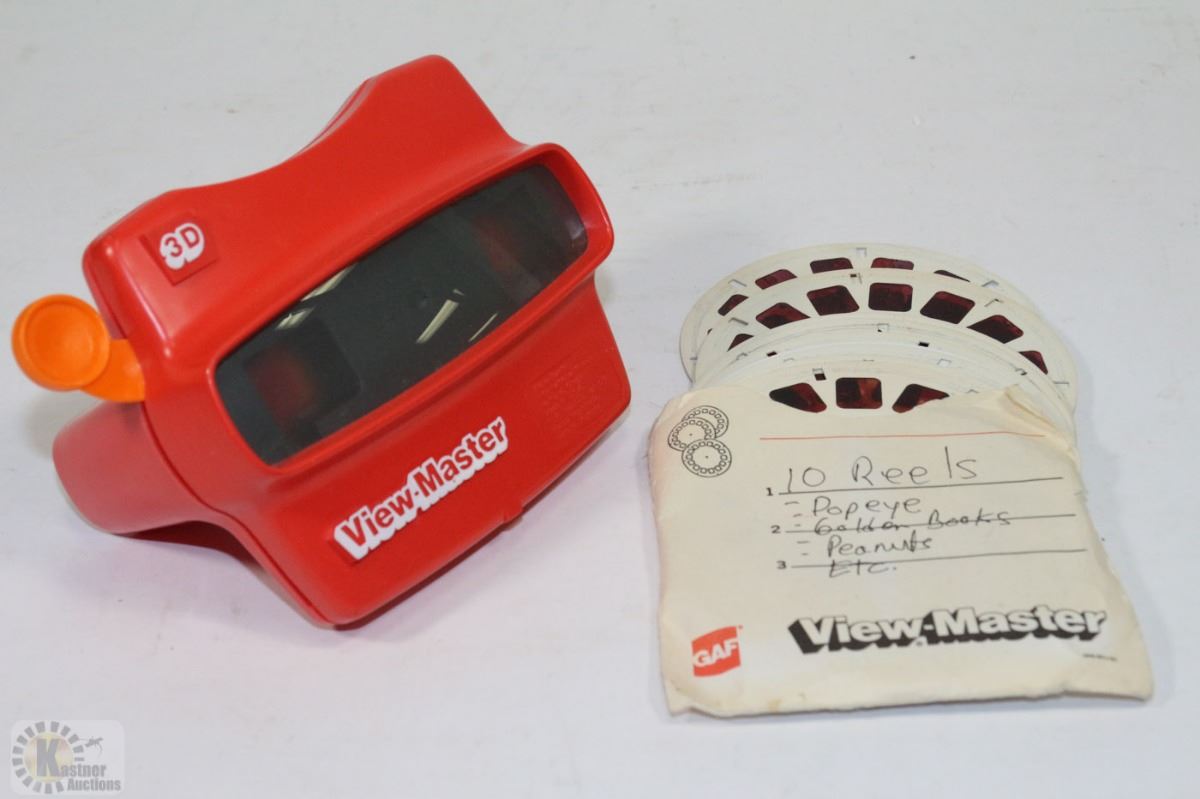 3D
View-Master
10 Reels
1
- Popeye
2 - Golden Books
- Peanuts
3 Etc.
GAF
View-Master
Kastner
Auctions